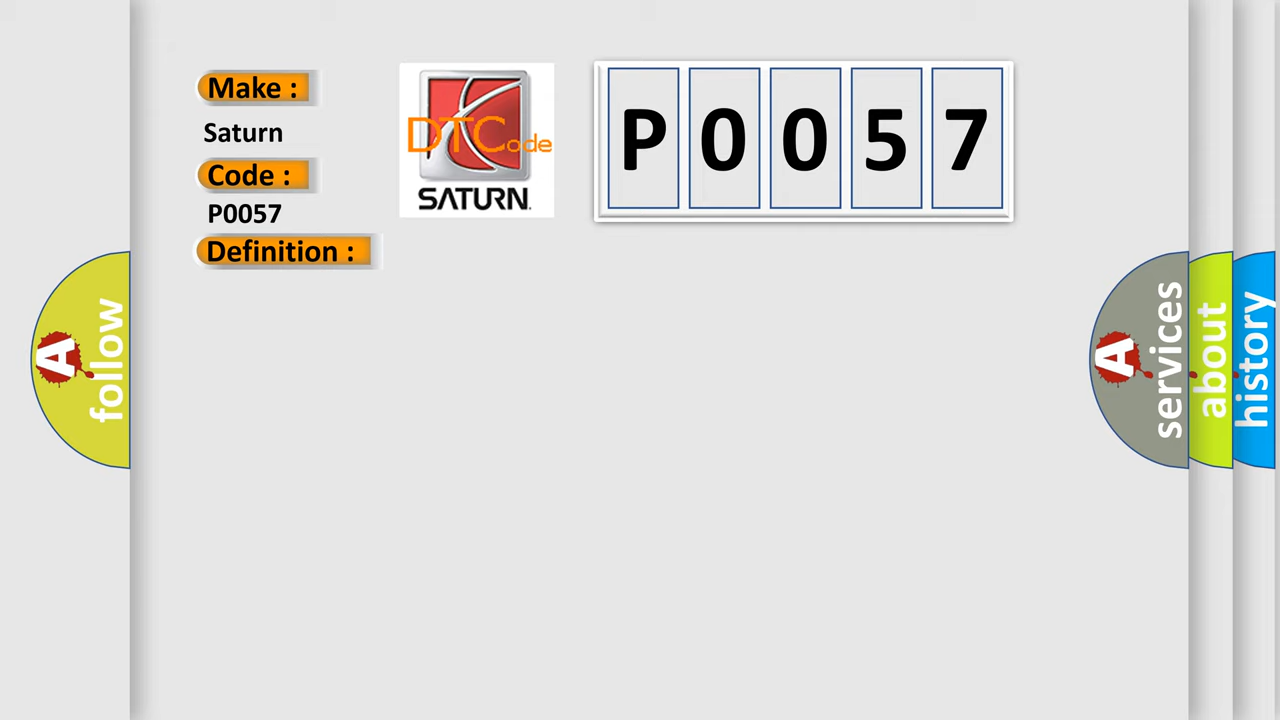 Make :
Saturn
Code :
P0057
Definition :
DTCode
SATURN
P 0 0 5 7
A follow
A services
about
history